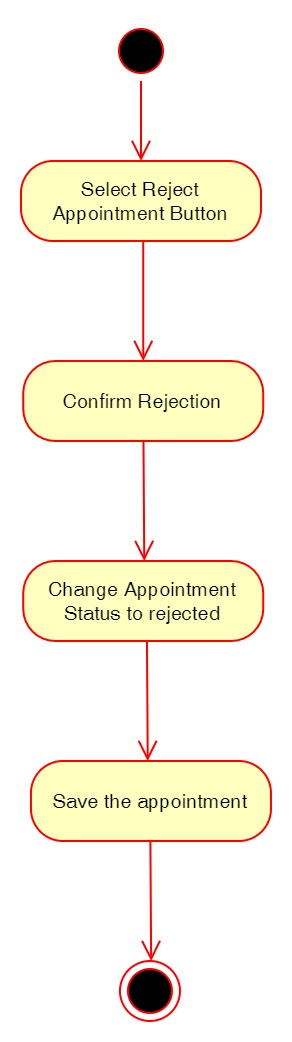 Select Reject
Appointment Button
Confirm Rejection
Change Appointment
Status to rejected
Save the appointment